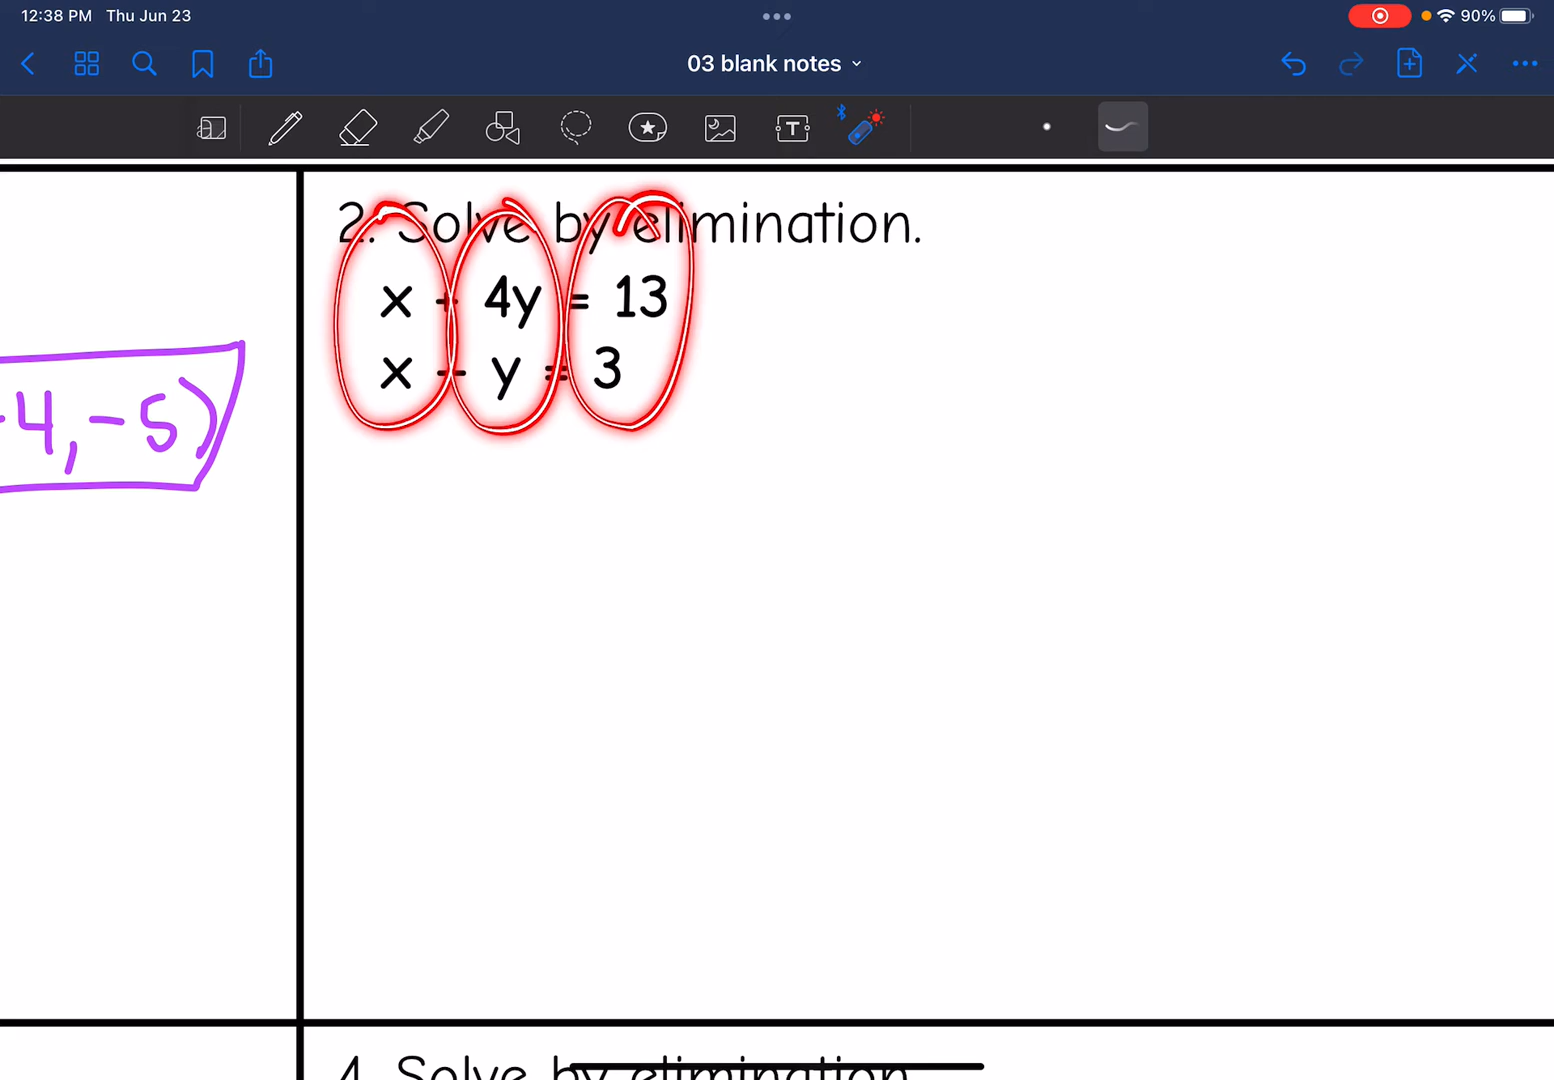 12:38 PM Thu Jun 23
90%
03 blank notes
T
2. Solve by elimination.
x + 4y = 13
x - y = 3
4, -5)
4. Solve by elimination.